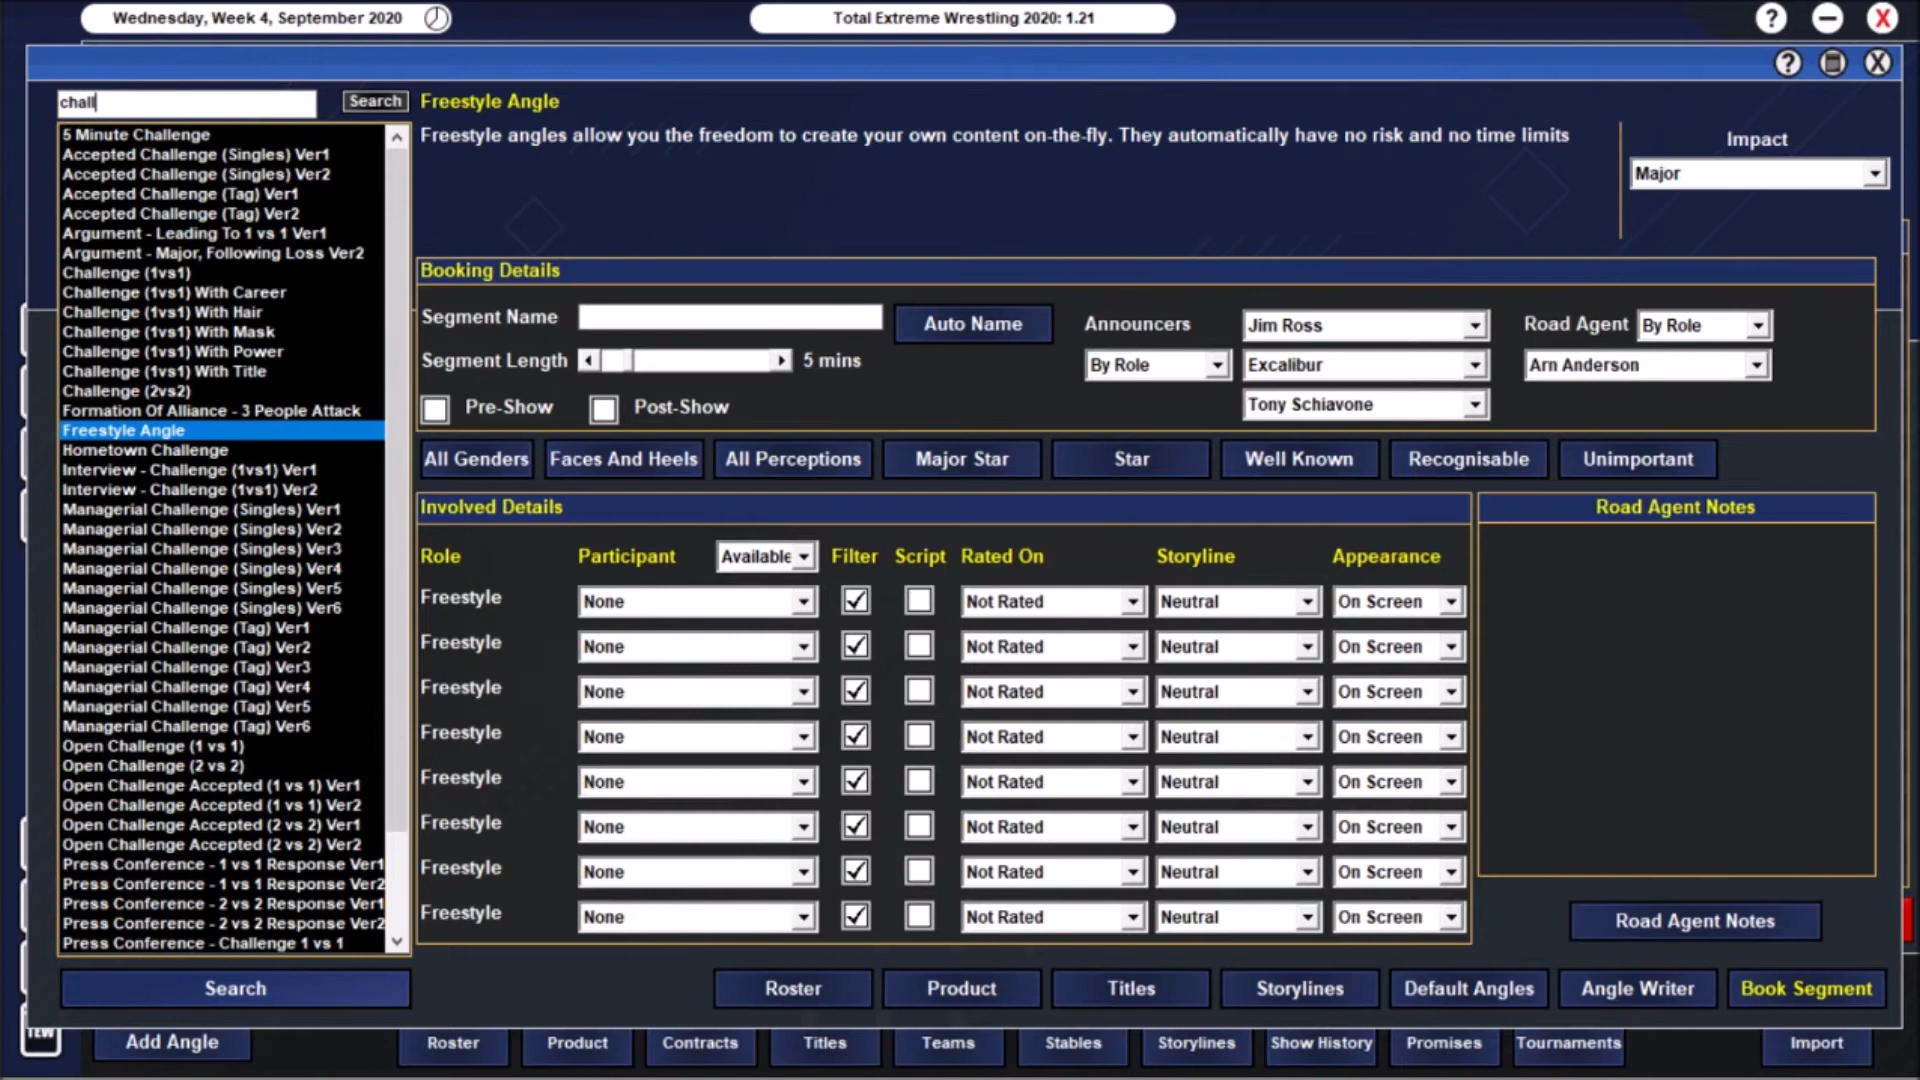 Wednesday, Week 4, September 2020
Total Extreme Wrestling 2020: 1.21
? X
? X
chall
Search
Freestyle Angle
Freestyle angles allow you the freedom to create your own content on-the-fly. They automatically have no risk and no time limits
Impact
Major
5 Minute Challenge
Accepted Challenge (Singles) Ver1
Accepted Challenge (Singles) Ver2
Accepted Challenge (Tag) Ver1
Accepted Challenge (Tag) Ver2
Argument - Leading To 1 vs 1 Ver1
Argument - Major, Following Loss Ver2
Challenge (1vs1)
Challenge (1vs1) With Career
Challenge (1vs1) With Hair
Challenge (1vs1) With Mask
Challenge (1vs1) With Power
Challenge (1vs1) With Title
Challenge (2vs2)
Formation Of Alliance - 3 People Attack
Freestyle Angle
Hometown Challenge
Interview - Challenge (1vs1) Ver1
Interview - Challenge (1vs1) Ver2
Managerial Challenge (Singles) Ver1
Managerial Challenge (Singles) Ver2
Managerial Challenge (Singles) Ver3
Managerial Challenge (Singles) Ver4
Managerial Challenge (Singles) Ver5
Managerial Challenge (Singles) Ver6
Managerial Challenge (Tag) Ver1
Managerial Challenge (Tag) Ver2
Managerial Challenge (Tag) Ver3
Managerial Challenge (Tag) Ver4
Managerial Challenge (Tag) Ver5
Managerial Challenge (Tag) Ver6
Open Challenge (1 vs 1)
Open Challenge (2 vs 2)
Open Challenge Accepted (1 vs 1) Ver1
Open Challenge Accepted (1 vs 1) Ver2
Open Challenge Accepted (2 vs 2) Ver1
Open Challenge Accepted (2 vs 2) Ver2
Press Conference - 1 vs 1 Response Ver1
Press Conference - 1 vs 1 Response Ver2
Press Conference - 2 vs 2 Response Ver1
Press Conference - 2 vs 2 Response Ver2
Press Conference - Challenge 1 vs 1
Search
Booking Details
Segment Name
Auto Name
Announcers
Jim Ross
Road Agent
By Role
Segment Length
5 mins
By Role
Excalibur
Arn Anderson
Pre-Show
Post-Show
Tony Schiavone
All Genders
Faces And Heels
All Perceptions
Major Star
Star
Well Known
Recognisable
Unimportant
Involved Details
Road Agent Notes
Role Participant Available Filter Script Rated On Storyline Appearance
Freestyle None Not Rated Neutral On Screen
Freestyle None Not Rated Neutral On Screen
Freestyle None Not Rated Neutral On Screen
Freestyle None Not Rated Neutral On Screen
Freestyle None Not Rated Neutral On Screen
Freestyle None Not Rated Neutral On Screen
Freestyle None Not Rated Neutral On Screen
Freestyle None Not Rated Neutral On Screen
Road Agent Notes
Roster
Product
Titles
Storylines
Default Angles
Angle Writer
Book Segment
TEW
Add Angle
Roster
Product
Contracts
Titles
Teams
Stables
Storylines
Show History
Promises
Tournaments
Import